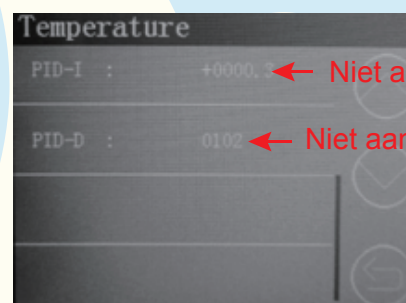 Temperature
PID-I : +0000.3 Niet a
PID-D : 0102 Niet aan